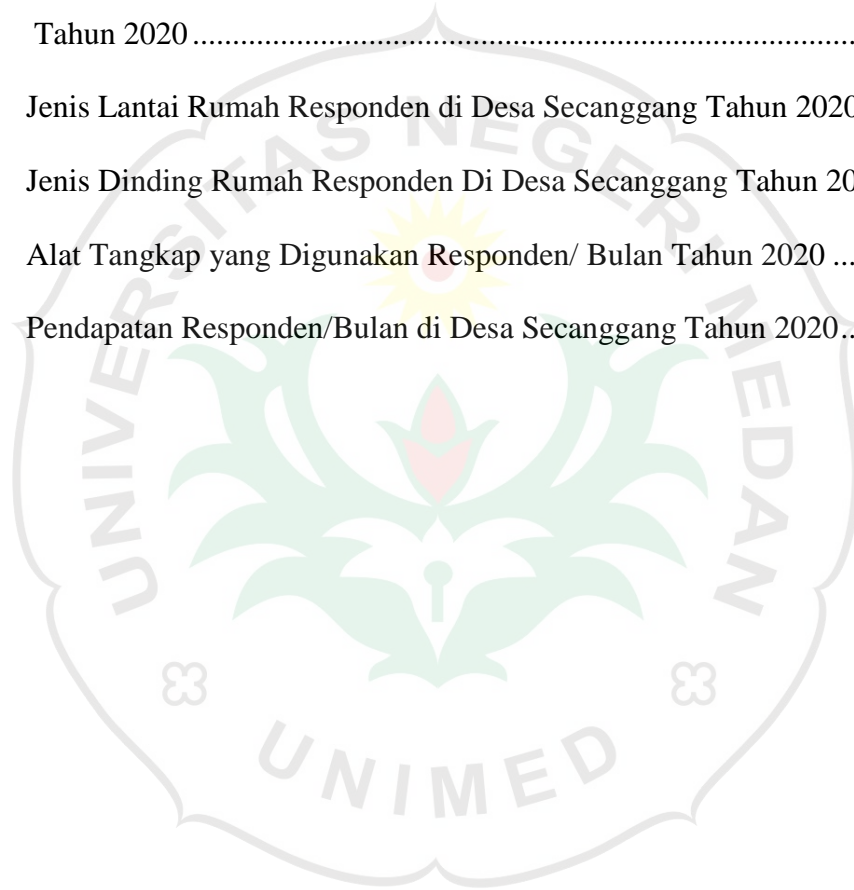 Tahun 2020 ....................................................................................
Jenis Lantai Rumah Responden di Desa Secanggang Tahun 2020
Jenis Dinding Rumah Responden Di Desa Secanggang Tahun 20
Alat Tangkap yang Digunakan Responden/ Bulan Tahun 2020 ...
Pendapatan Responden/Bulan di Desa Secanggang Tahun 2020..
UNIVERSITAS NEGERI MEDAN
UNIMED